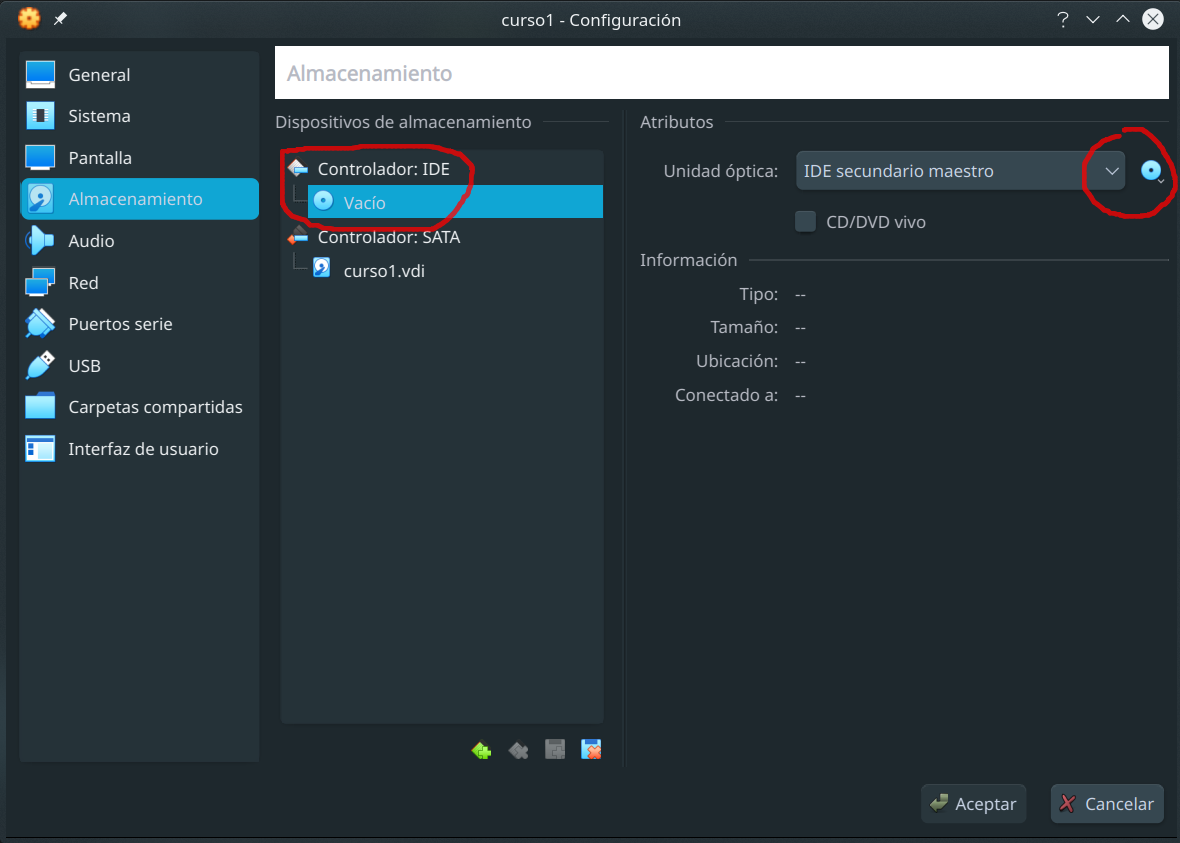 curso1 - Configuración
?
General
Sistema
Pantalla
Almacenamiento
Audio
Red
Puertos serie
USB
Carpetas compartidas
Interfaz de usuario
Almacenamiento
Dispositivos de almacenamiento
Controlador: IDE
Vacío
Controlador: SATA
curso1.vdi
Atributos
Unidad óptica: IDE secundario maestro
CD/DVD vivo
Información
Tipo: --
Tamaño: --
Ubicación: --
Conectado a: --
Aceptar Cancelar